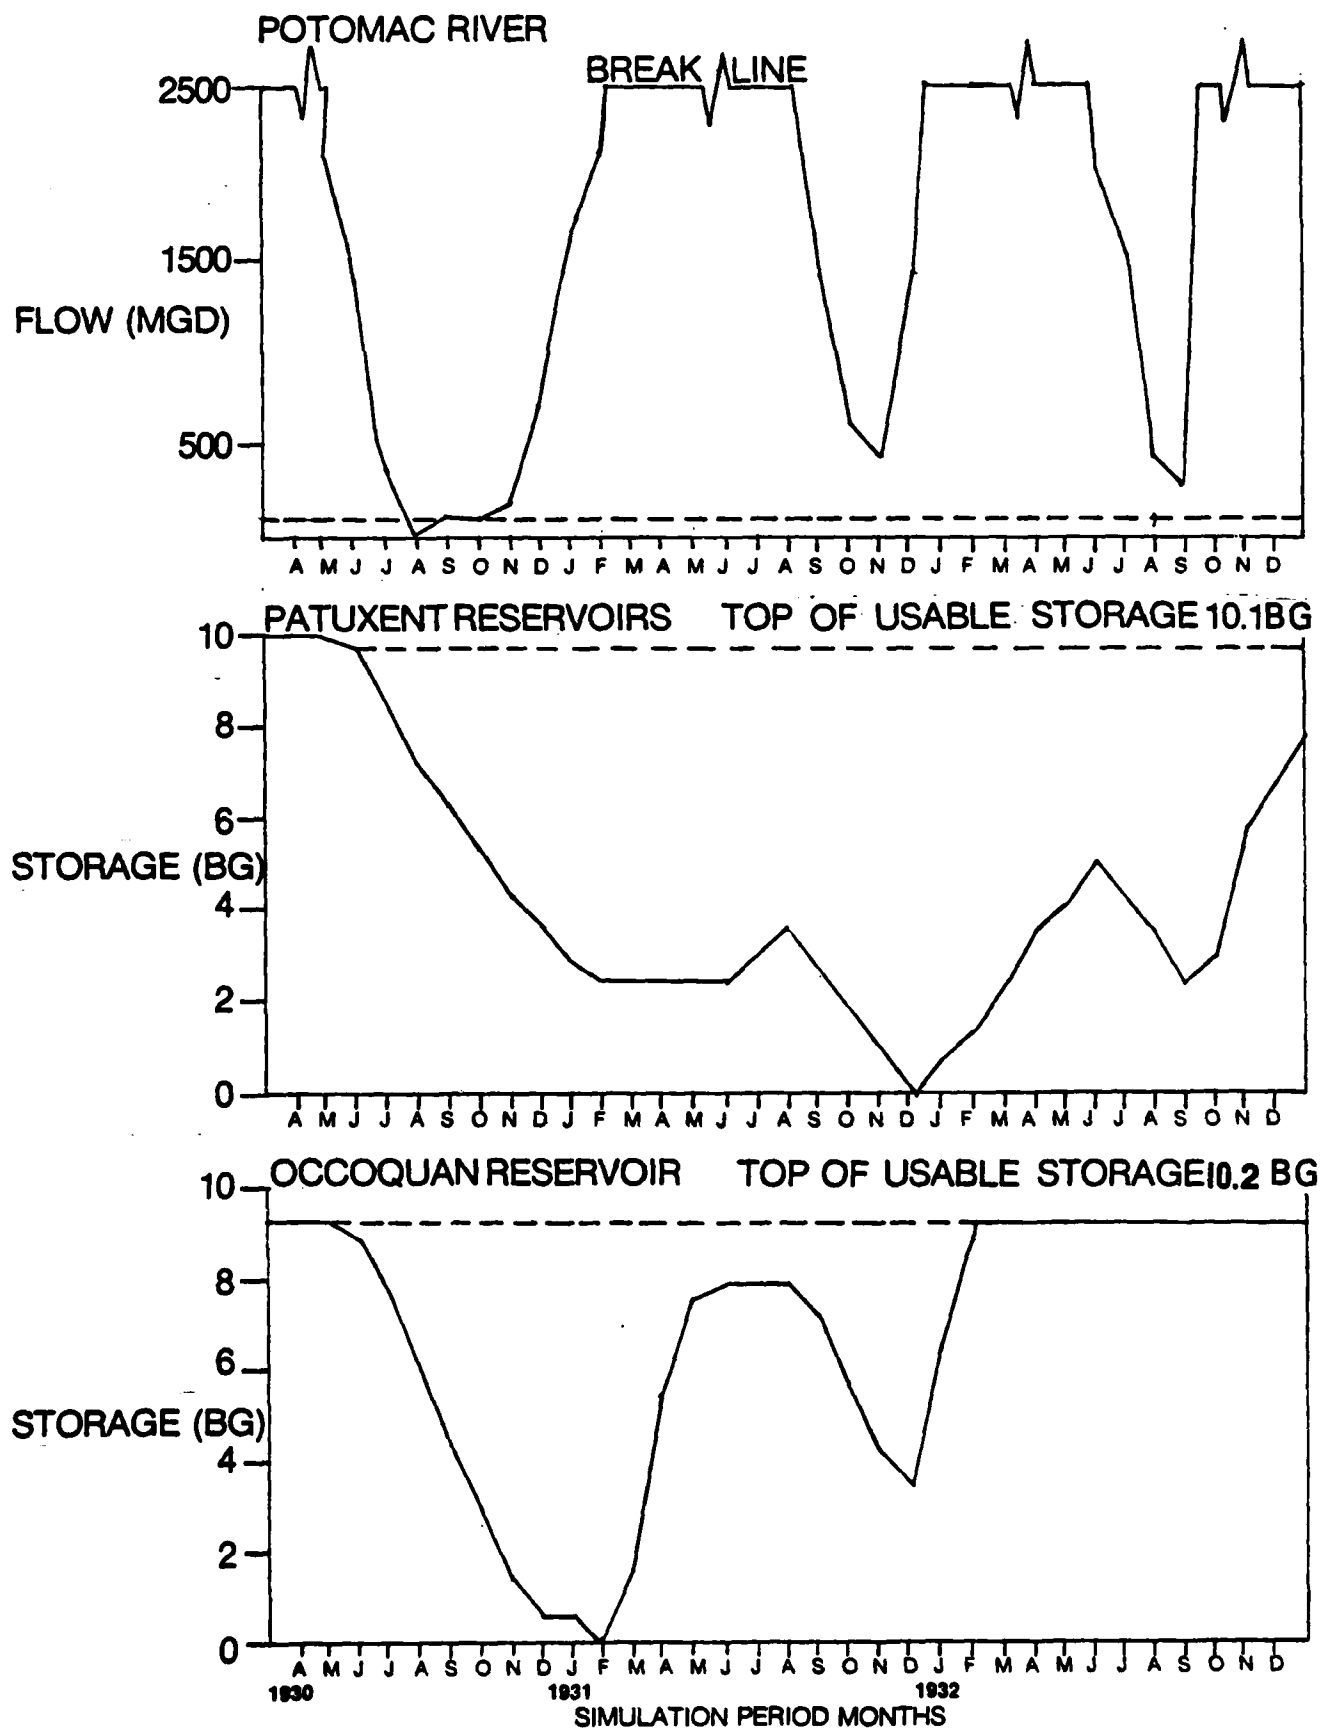 POTOMAC RIVER
BREAK LINE
2500
1500
FLOW (MGD)
500
A M J J A S O N D J F M A M J J A S O N D J F M A M J J A S O N D
PATUXENT RESERVOIRS TOP OF USABLE STORAGE 10.1BG
10
8
6
STORAGE (BG)
4
2
0
A M J J A S O N D J F M A M J J A S O N D J F M A M J J A S O N D
OCCOQUAN RESERVOIR TOP OF USABLE STORAGE 10.2 BG
10
8
6
STORAGE (BG)
4
2
0
A M J J A S O N D J F M A M J J A S O N D J F M A M J J A S O N D
1930 1931 1932
SIMULATION PERIOD MONTHS